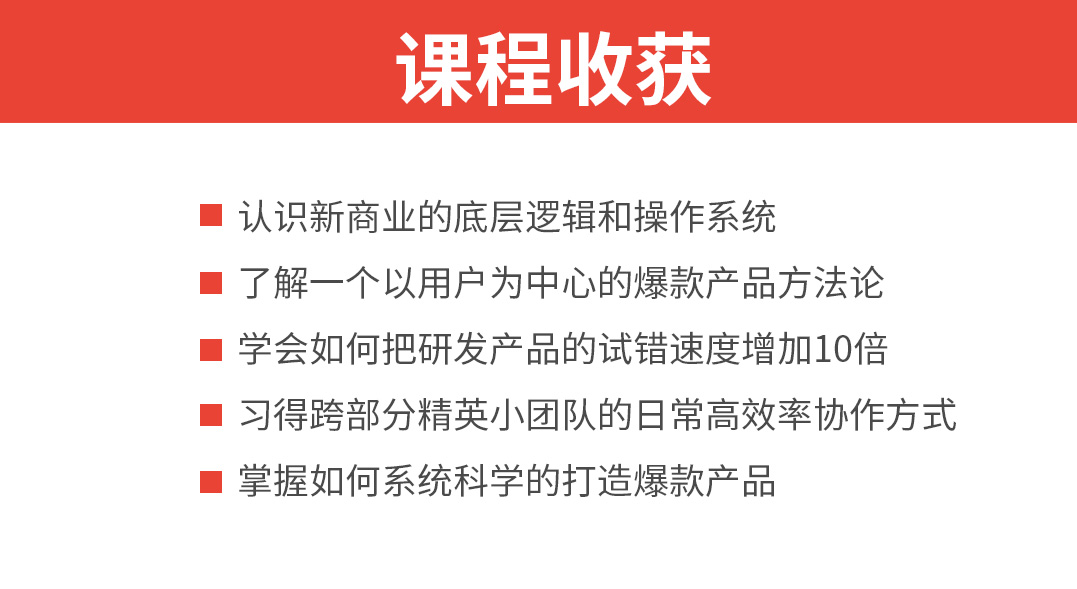 课程收获
认识新商业的底层逻辑和操作系统
了解一个以用户为中心的爆款产品方法论
学会如何把研发产品的试错速度增加10倍
习得跨部分精英小团队的日常高效率协作方式
掌握如何系统科学的打造爆款产品